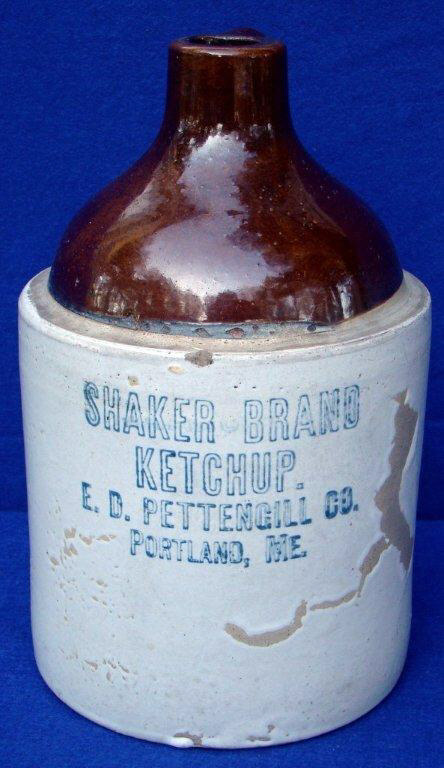 SHAKER BRAND
KETCHUP.
E. D. PETTENGILL CO.
PORTLAND, ME.